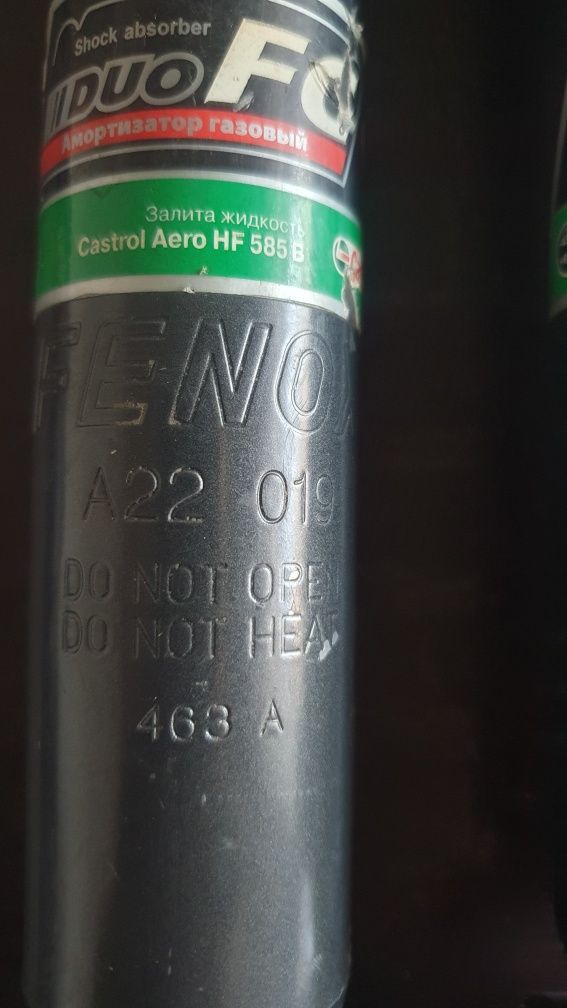 Shock absorber
DUO
Амортизатор газовый
Залита жидкость
Castrol Aero HF 585 B
FENO
A22 019
DO NOT OPEN
DO NOT HEAT
463 A